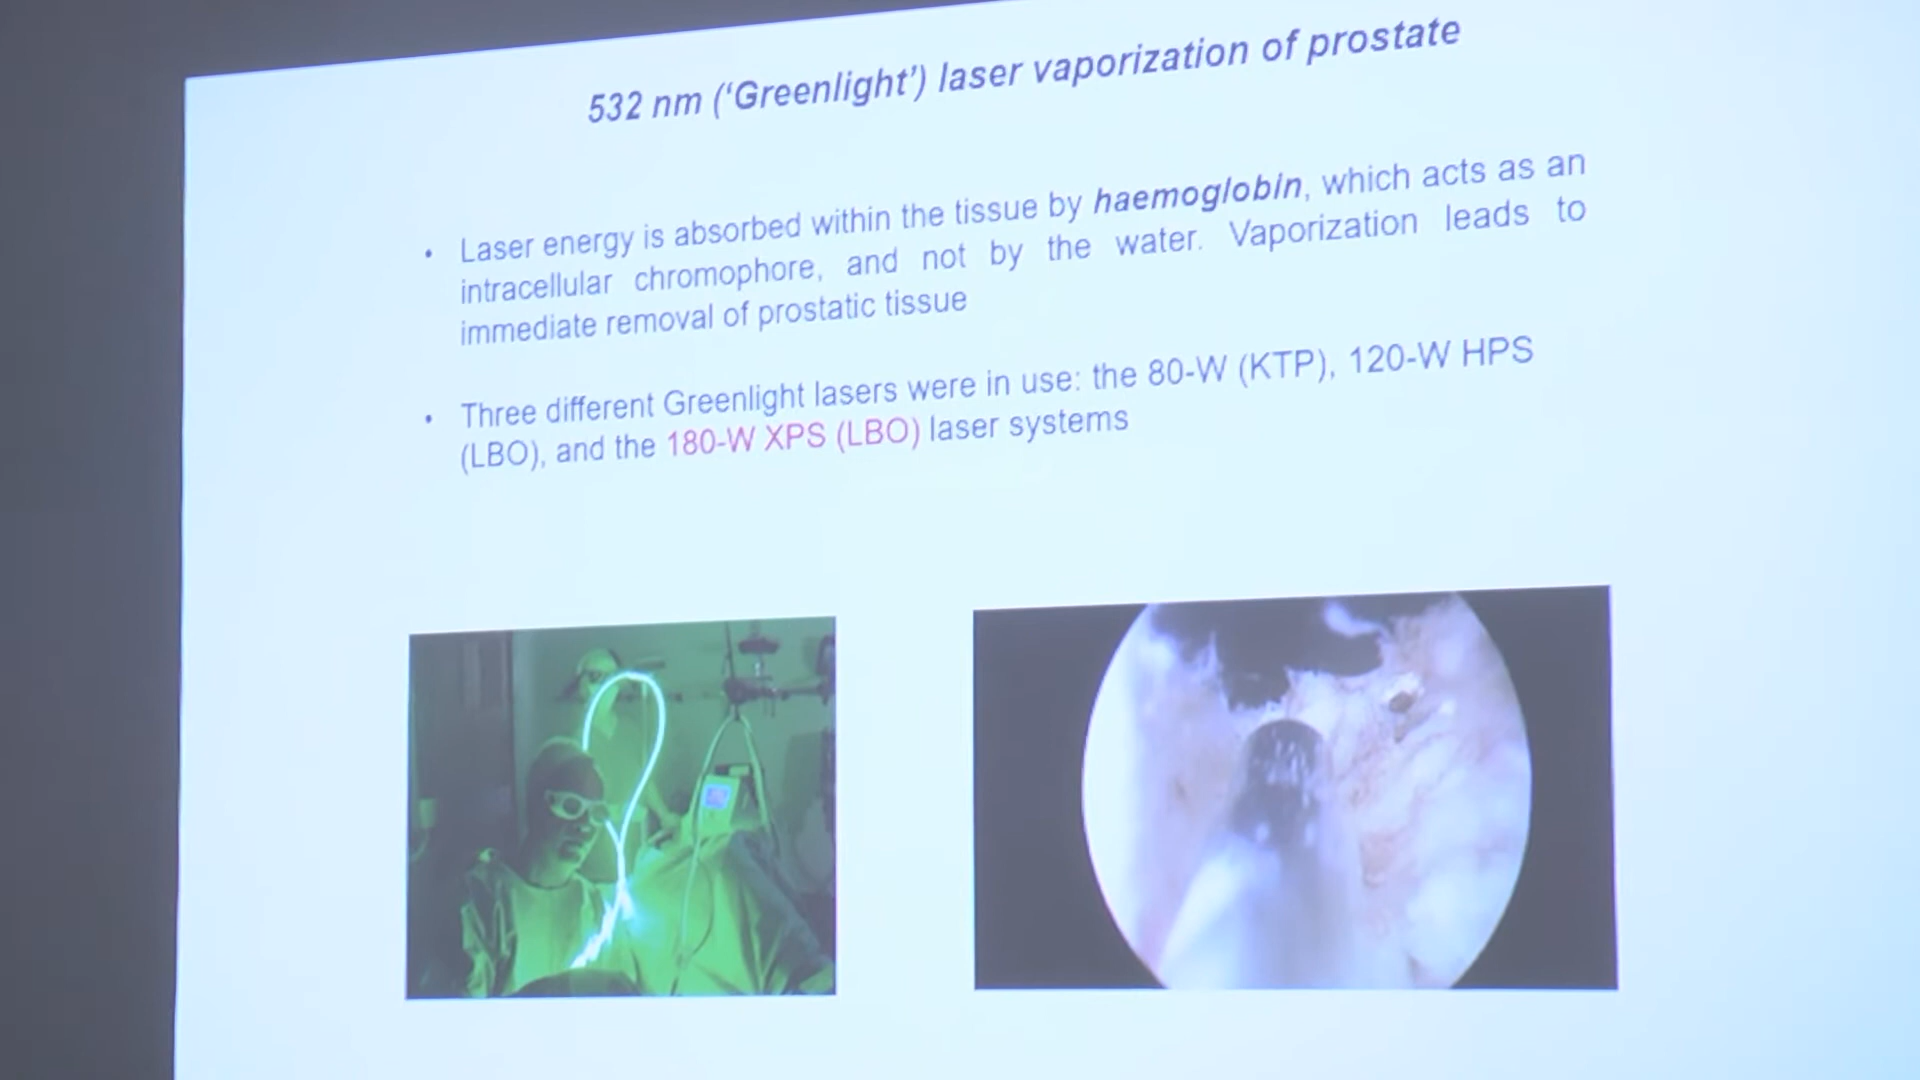 532 nm (‘Greenlight’) laser vaporization of prostate
• Laser energy is absorbed within the tissue by haemoglobin, which acts as an
intracellular chromophore, and not by the water. Vaporization leads to
immediate removal of prostatic tissue
• Three different Greenlight lasers were in use: the 80-W (KTP), 120-W HPS
(LBO), and the 180-W XPS (LBO) laser systems